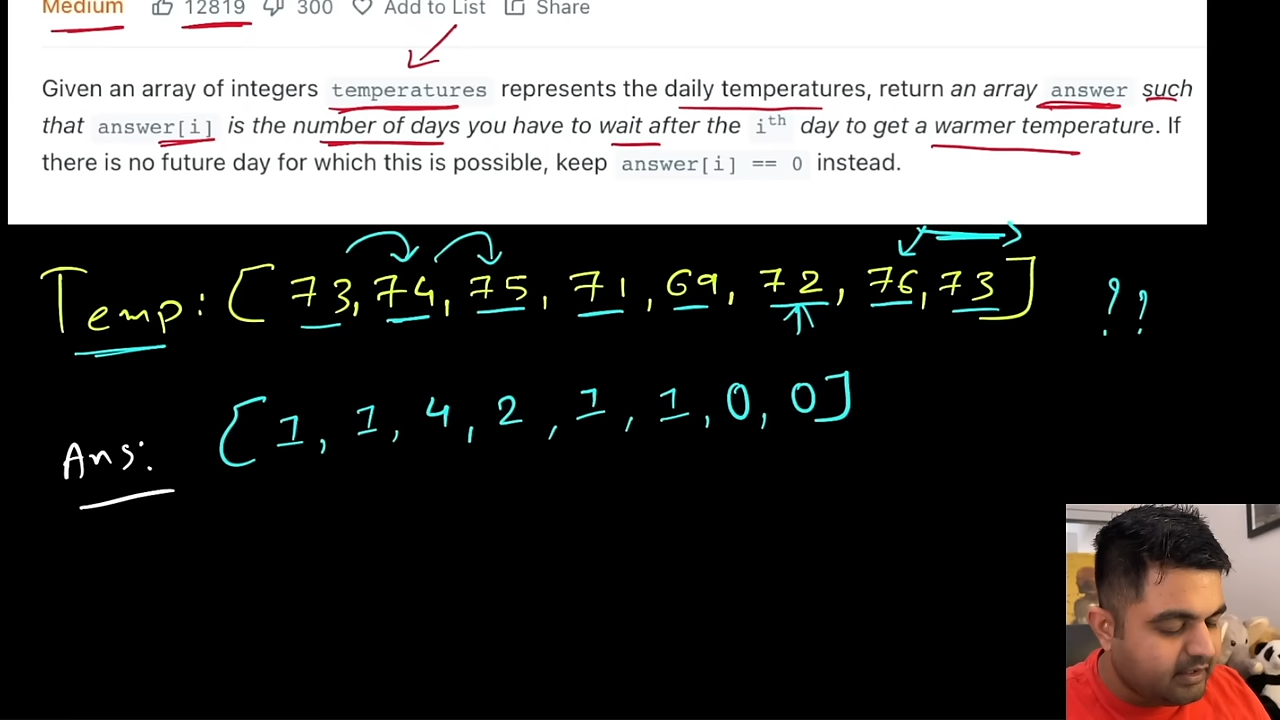 Medium 12819 300 Add to List Share
Given an array of integers temperatures represents the daily temperatures, return an array answer such
that answer[i] is the number of days you have to wait after the ith day to get a warmer temperature. If
there is no future day for which this is possible, keep answer[i] == 0 instead.
Temp: [73, 74, 75, 71, 69, 72, 76, 73] ??
Ans: [1, 1, 4, 2, 1, 1, 0, 0]